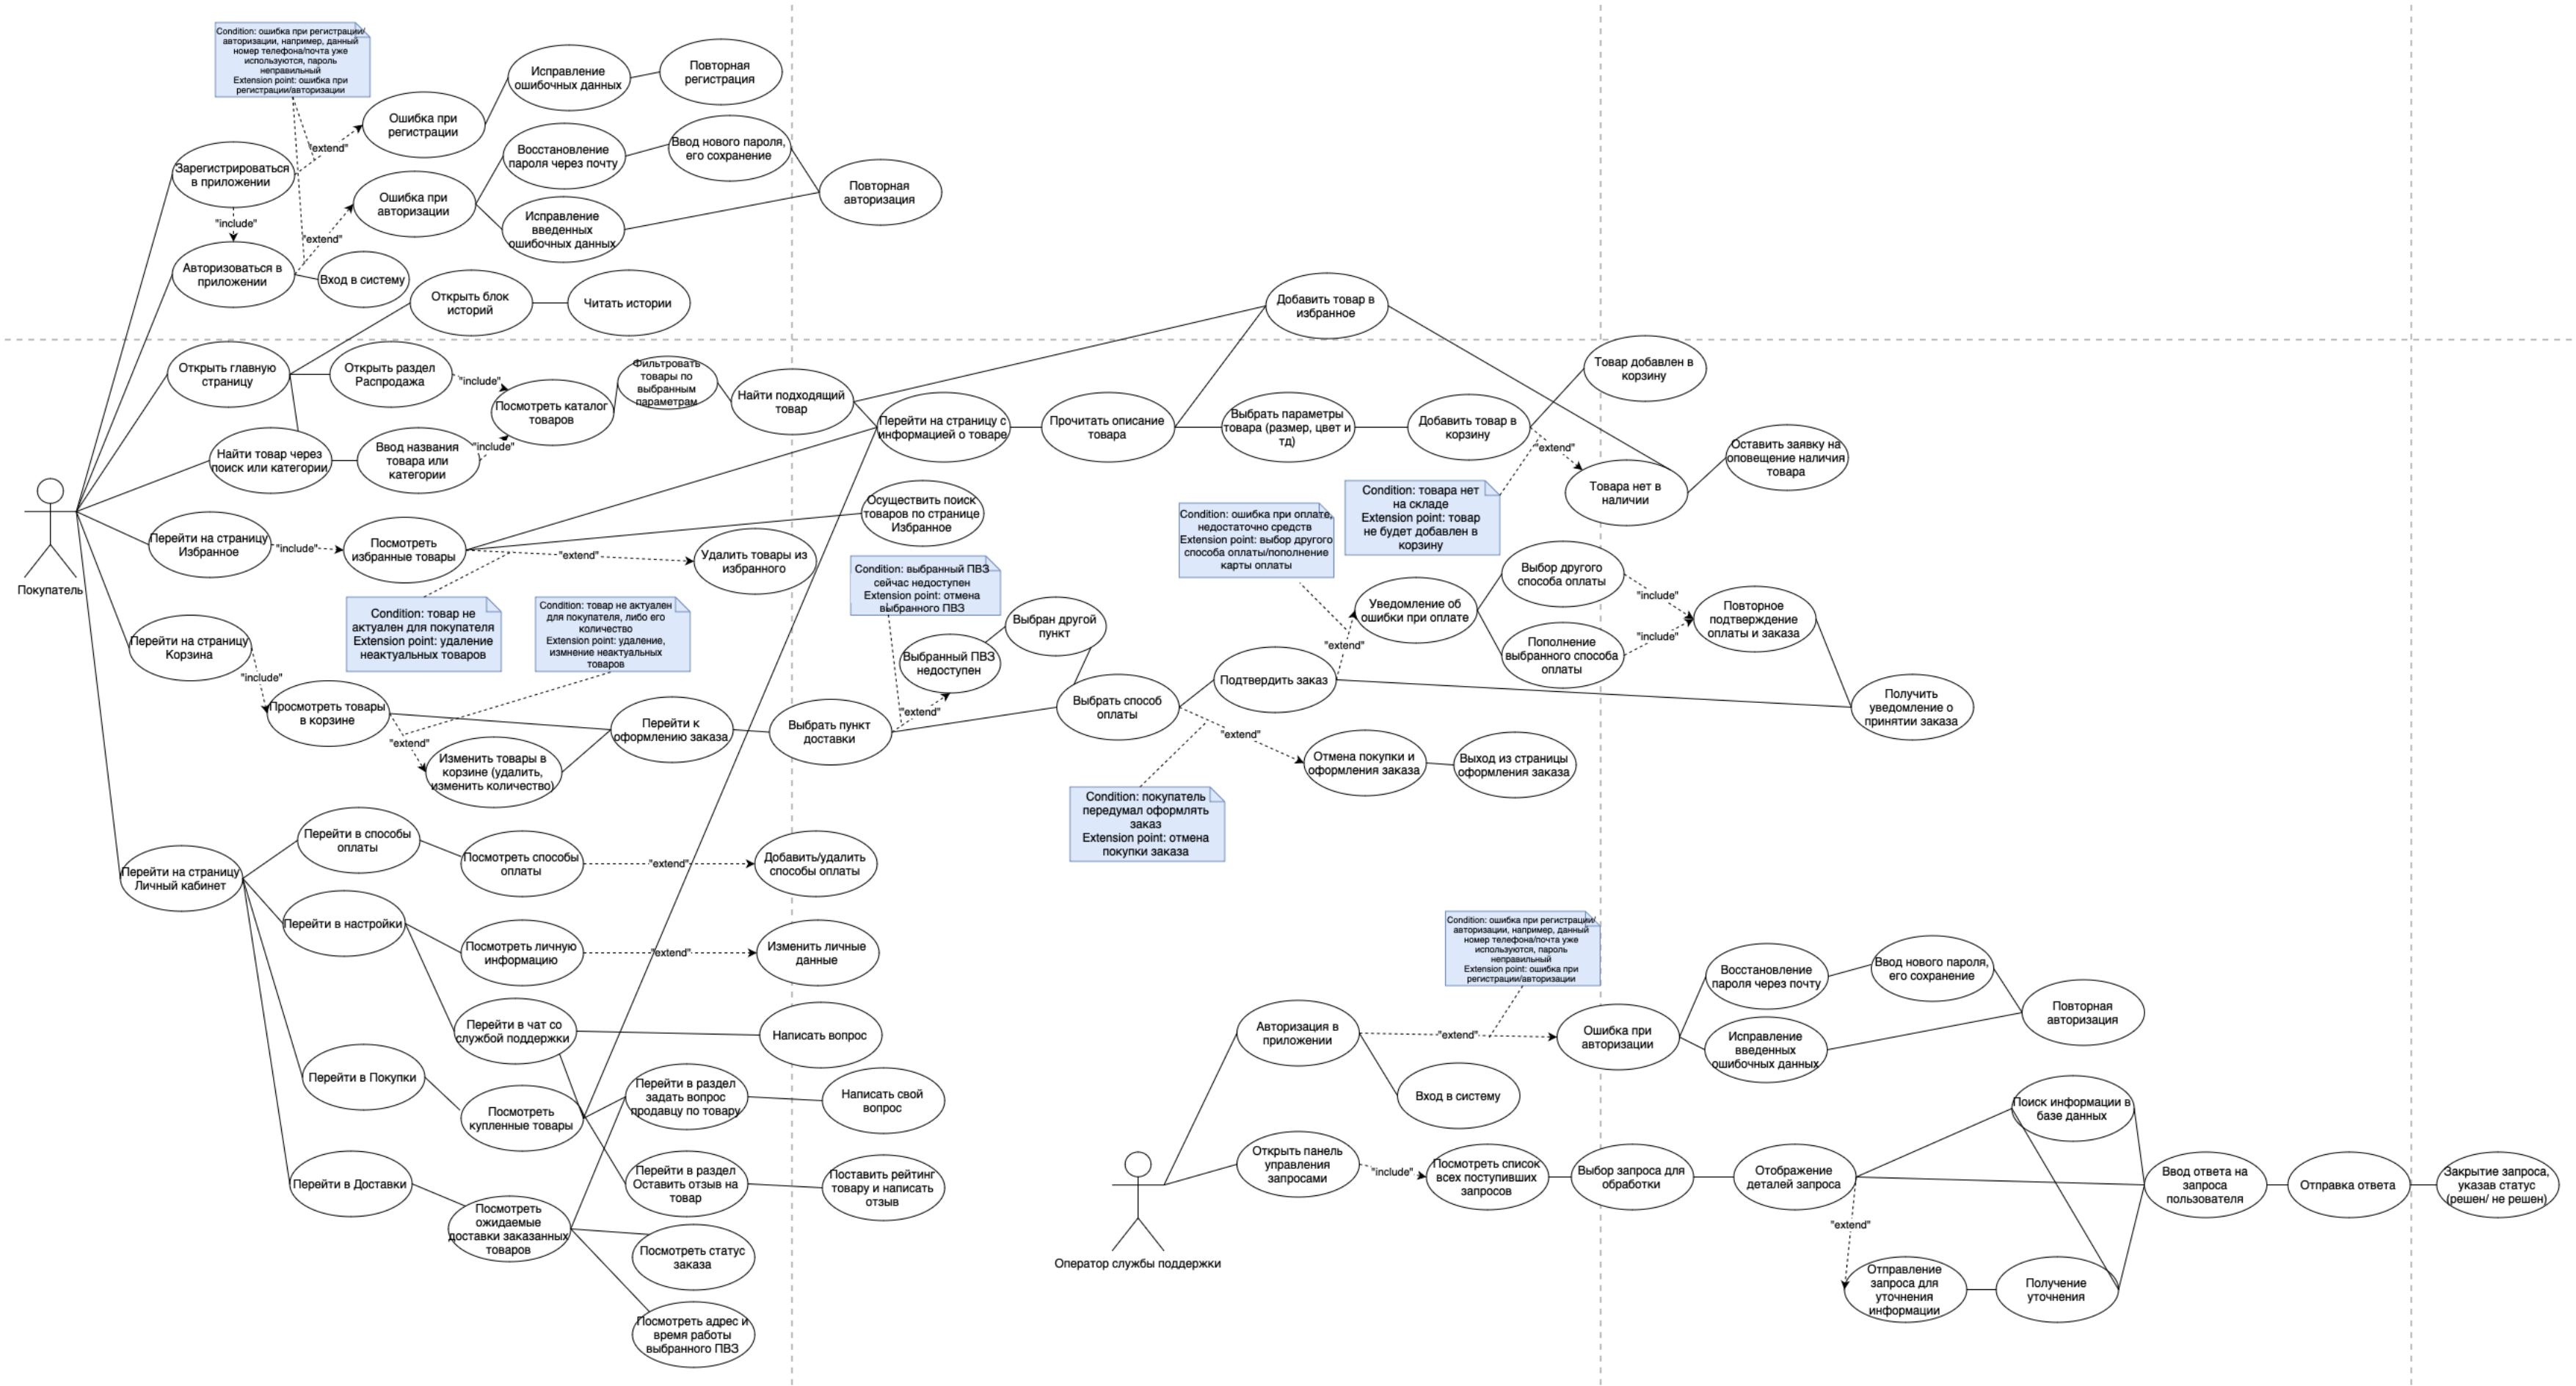 Condition: ошибка при регистрации/
авторизации, например, данный
номер телефона/почта уже
используются, пароль
неправильный
Extension point: ошибка при
регистрации/авторизации
Исправление
ошибочных данных
Повторная
регистрация
Ошибка при
регистрации
"extend"
Зарегистрироваться
в приложении
Восстановление
пароля через почту
Ввод нового пароля,
его сохранение
Повторная
авторизация
Ошибка при
авторизации
Исправление
введенных
ошибочных данных
"include"
"extend"
Авторизоваться в
приложении
Вход в систему
Открыть блок
историй
Читать истории
Добавить товар в
избранное
Открыть главную
страницу
Открыть раздел
Распродажа
"include"
Посмотреть каталог
товаров
Фильтровать
товары по
выбранным
параметрам
Найти подходящий
товар
Перейти на страницу с
информацией о товаре
Прочитать описание
товара
Выбрать параметры
товара (размер, цвет и
тд)
Добавить товар в
корзину
Товар добавлен в
корзину
"extend"
Товара нет в
наличии
Оставить заявку на
оповещение наличия
товара
Найти товар через
поиск или категории
Ввод названия
товара или
категории
"include"
Покупатель
Перейти на страницу
Избранное
"include"
Посмотреть
избранные товары
Осуществить поиск
товаров по странице
Избранное
"extend"
Удалить товары из
избранного
Condition: товар не
актуален для покупателя
Extension point: удаление
неактуальных товаров
Condition: товар не актуален
для покупателя, либо его
количество
Extension point: удаление,
измнение неактуальных
товаров
Condition: выбранный ПВЗ
сейчас недоступен
Extension point: отмена
выбранного ПВЗ
Condition: ошибка при оплате,
недостаточно средств
Extension point: выбор другого
способа оплаты/пополнение
карты оплаты
Condition: товара нет
на складе
Extension point: товар
не будет добавлен в
корзину
Перейти на страницу
Корзина
"include"
Просмотреть товары
в корзине
"extend"
Изменить товары в
корзине (удалить,
изменить количество)
Перейти к
оформлению заказа
Выбрать пункт
доставки
"extend"
Выбранный ПВЗ
недоступен
Выбран другой
пункт
Выбрать способ
оплаты
Подтвердить заказ
"extend"
Уведомление об
ошибки при оплате
Выбор другого
способа оплаты
Пополнение
выбранного способа
оплаты
"include"
"include"
Повторное
подтверждение
оплаты и заказа
Получить
уведомление о
принятии заказа
"extend"
Отмена покупки и
оформления заказа
Выход из страницы
оформления заказа
Condition: покупатель
передумал оформлять
заказ
Extension point: отмена
покупки заказа
Перейти на страницу
Личный кабинет
Перейти в способы
оплаты
Посмотреть способы
оплаты
"extend"
Добавить/удалить
способы оплаты
Перейти в настройки
Посмотреть личную
информацию
"extend"
Изменить личные
данные
Перейти в чат со
службой поддержки
Написать вопрос
Перейти в Покупки
Посмотреть
купленные товары
Перейти в раздел
задать вопрос
продавцу по товару
Написать свой
вопрос
Перейти в раздел
Оставить отзыв на
товар
Поставить рейтинг
товару и написать
отзыв
Перейти в Доставки
Посмотреть
ожидаемые
доставки заказанных
товаров
Посмотреть статус
заказа
Посмотреть адрес и
время работы
выбранного ПВЗ
Condition: ошибка при регистрации/
авторизации, например, данный
номер телефона/почта уже
используются, пароль
неправильный
Extension point: ошибка при
регистрации/авторизации
Авторизация в
приложении
"extend"
Ошибка при
авторизации
Восстановление
пароля через почту
Ввод нового пароля,
его сохранение
Исправление
введенных
ошибочных данных
Повторная
авторизация
Вход в систему
Оператор службы поддержки
Открыть панель
управления
запросами
"include"
Посмотреть список
всех поступивших
запросов
Выбор запроса для
обработки
Отображение
деталей запроса
Поиск информации в
базе данных
"extend"
Отправление
запроса для
уточнения
информации
Получение
уточнения
Ввод ответа на
запроса
пользователя
Отправка ответа
Закрытие запроса,
указав статус
(решен/ не решен)